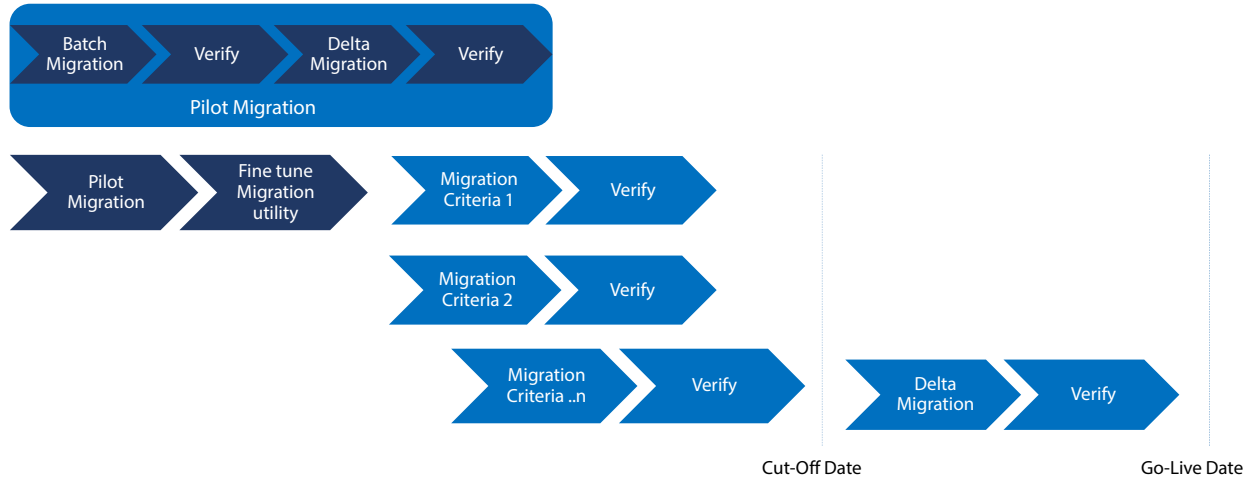 Batch
Migration
Verify
Delta
Migration
Verify
Pilot Migration
Pilot
Migration
Fine tune
Migration
utility
Migration
Criteria 1
Verify
Migration
Criteria 2
Verify
Migration
Criteria ..n
Verify
Delta
Migration
Verify
Cut-Off Date
Go-Live Date